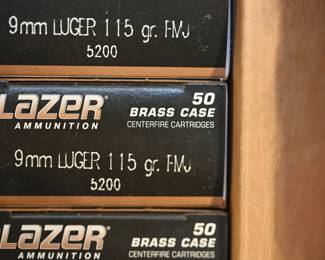 9mm LUGER 115 gr. FMJ
5200
LAZER 50
AMMUNITION BRASS CASE
CENTERFIRE CARTRIDGES
9mm LUGER 115 gr. FMJ
5200
LAZER 50
AMMUNITION BRASS CASE
CENTERFIRE CARTRIDGES